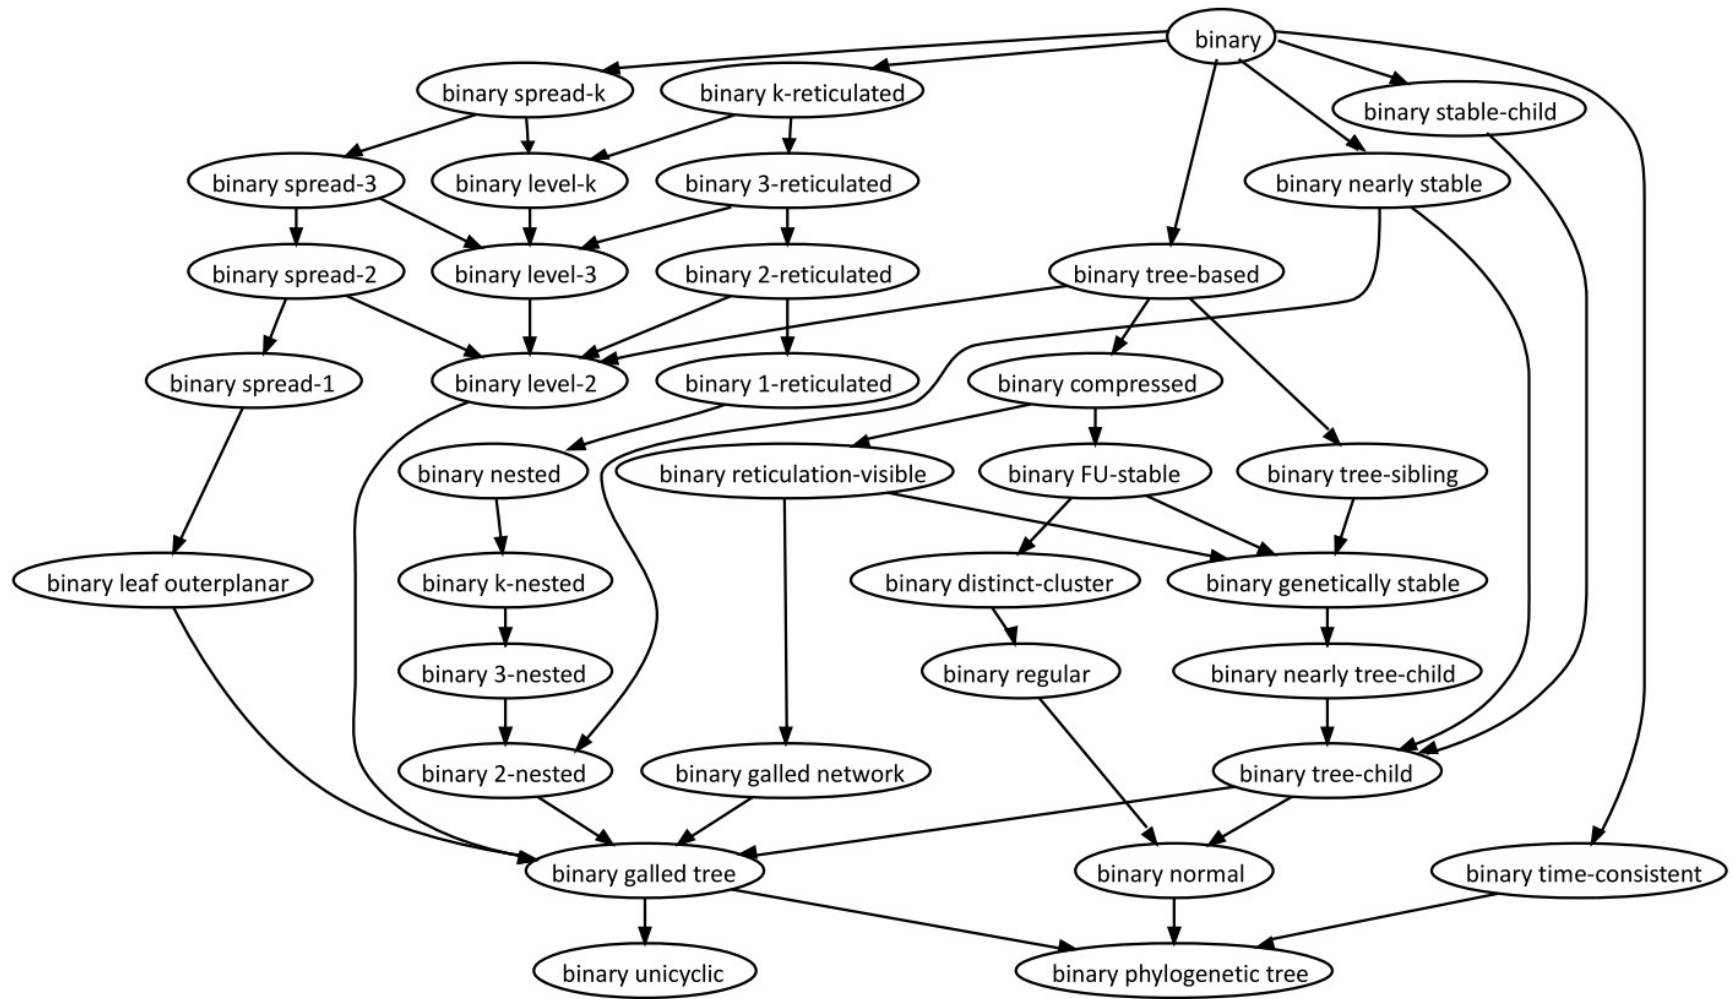 binary
binary spread-k
binary k-reticulated
binary stable-child
binary spread-3
binary level-k
binary 3-reticulated
binary nearly stable
binary spread-2
binary level-3
binary 2-reticulated
binary tree-based
binary spread-1
binary level-2
binary 1-reticulated
binary compressed
binary nested
binary reticulation-visible
binary FU-stable
binary tree-sibling
binary leaf outerplanar
binary k-nested
binary distinct-cluster
binary genetically stable
binary 3-nested
binary regular
binary nearly tree-child
binary 2-nested
binary galled network
binary tree-child
binary galled tree
binary normal
binary time-consistent
binary unicyclic
binary phylogenetic tree